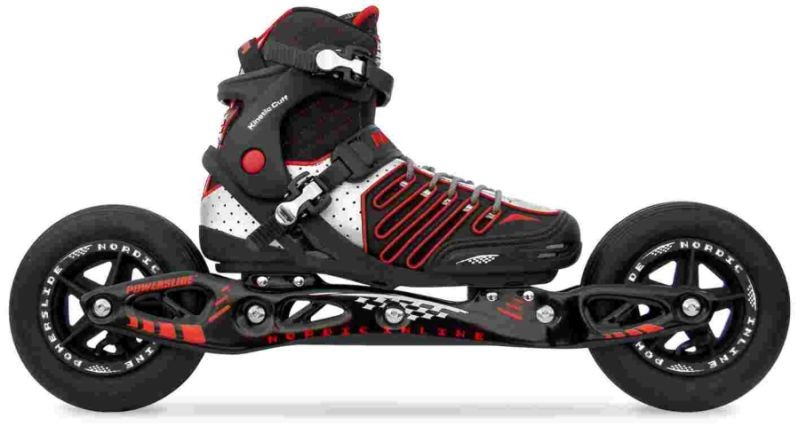 Kinetic Cuff
NORDIC
POWERSLIDE
INLINE
POWERSLIDE
NORDIC INLINE
NORDIC
POWERSLIDE
INLINE